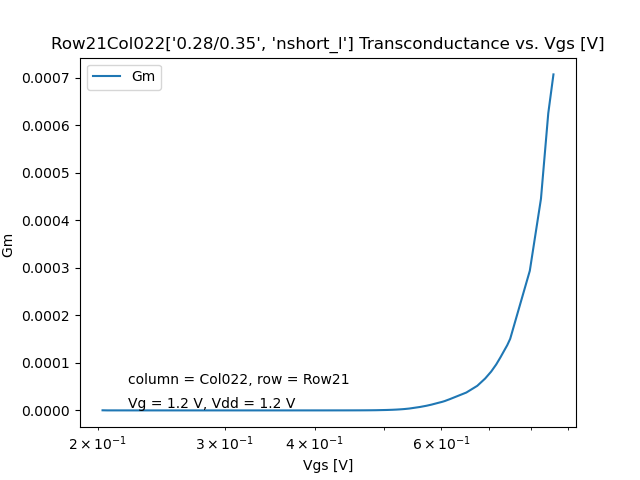 Row21Col022['0.28/0.35', 'nshort_l'] Transconductance vs. Vgs [V]
Gm
0.0007
0.0006
0.0005
0.0004
0.0003
0.0002
0.0001
0.0000
Gm
column = Col022, row = Row21
Vg = 1.2 V, Vdd = 1.2 V
2 × 10⁻¹ 3 × 10⁻¹ 4 × 10⁻¹ 6 × 10⁻¹
Vgs [V]